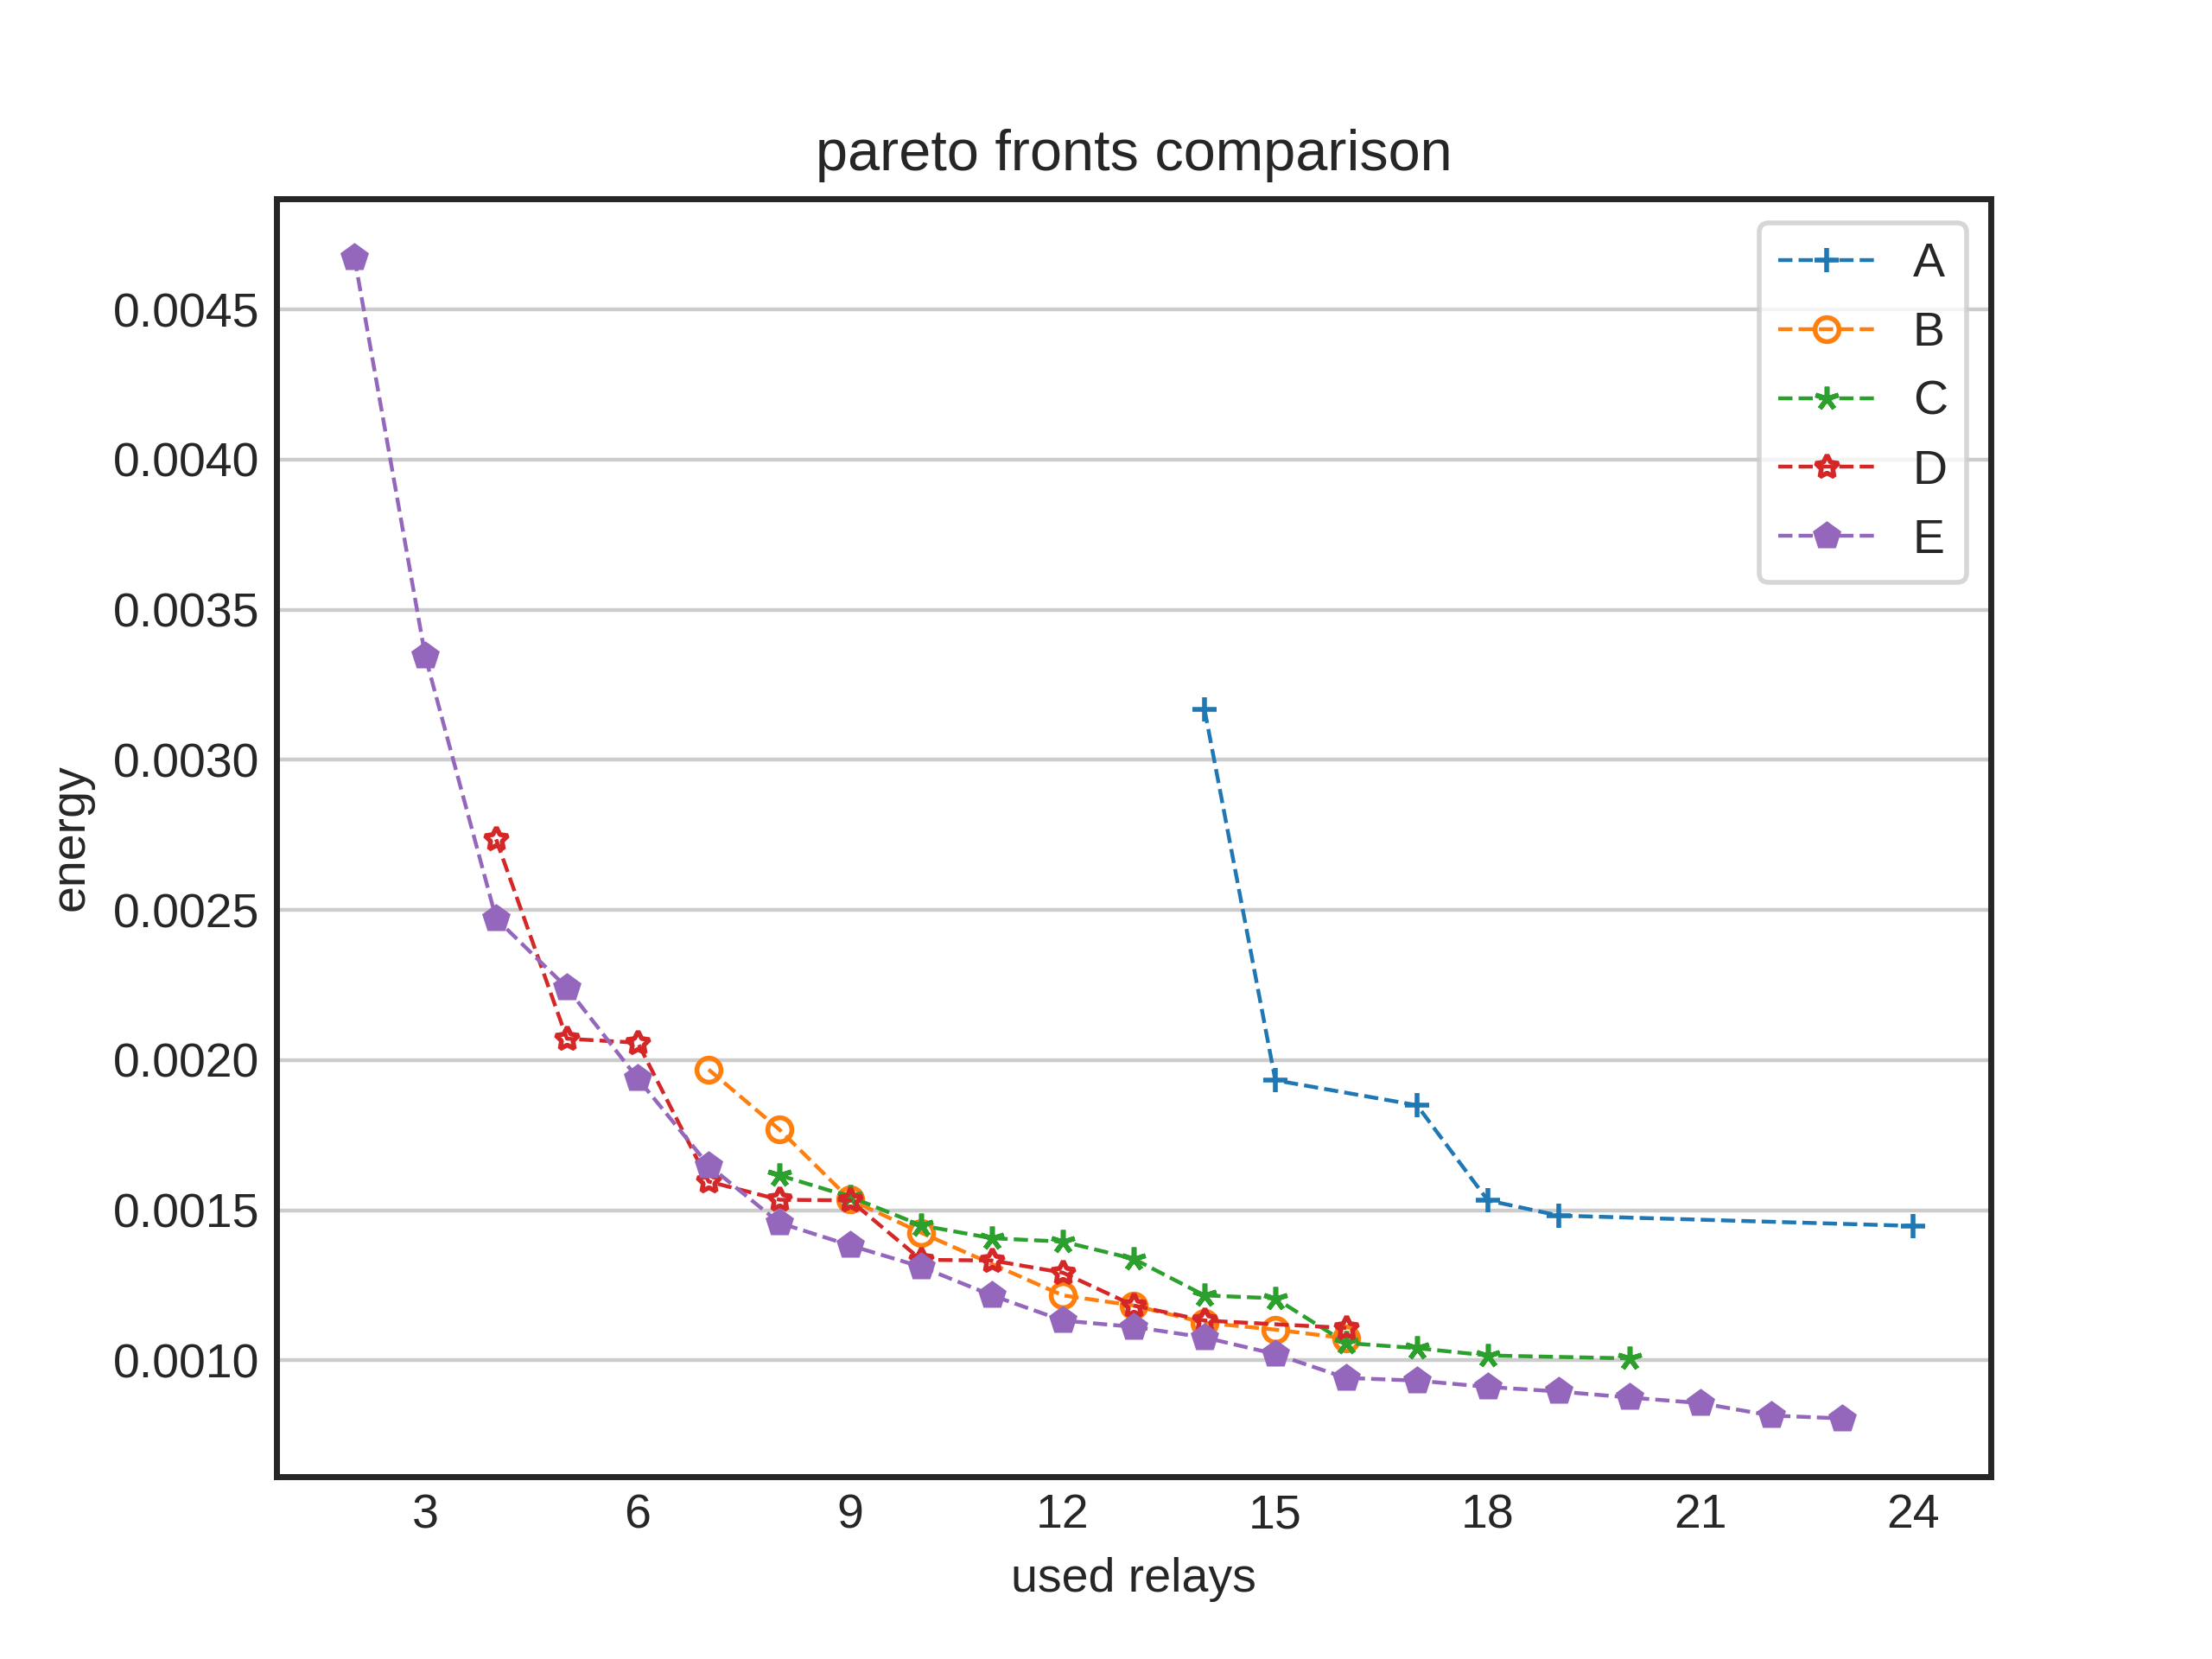 pareto fronts comparison
A
B
C
D
E
0.0045
0.0040
0.0035
0.0030
0.0025
0.0020
0.0015
0.0010
energy
3 6 9 12 15 18 21 24
used relays